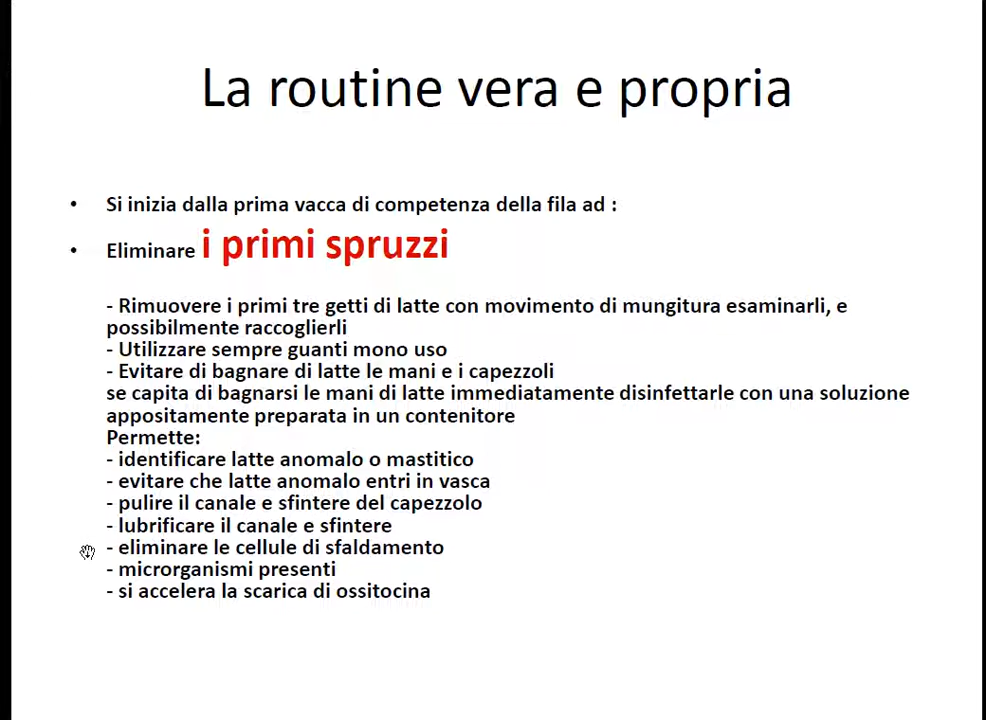 La routine vera e propria
• Si inizia dalla prima vacca di competenza della fila ad :
• Eliminare i primi spruzzi
- Rimuovere i primi tre getti di latte con movimento di mungitura esaminarli, e
possibilmente raccoglierli
- Utilizzare sempre guanti mono uso
- Evitare di bagnare di latte le mani e i capezzoli
se capita di bagnarsi le mani di latte immediatamente disinfettarle con una soluzione
appositamente preparata in un contenitore
Permette:
- identificare latte anomalo o mastitico
- evitare che latte anomalo entri in vasca
- pulire il canale e sfintere del capezzolo
- lubrificare il canale e sfintere
- eliminare le cellule di sfaldamento
- microrganismi presenti
- si accelera la scarica di ossitocina